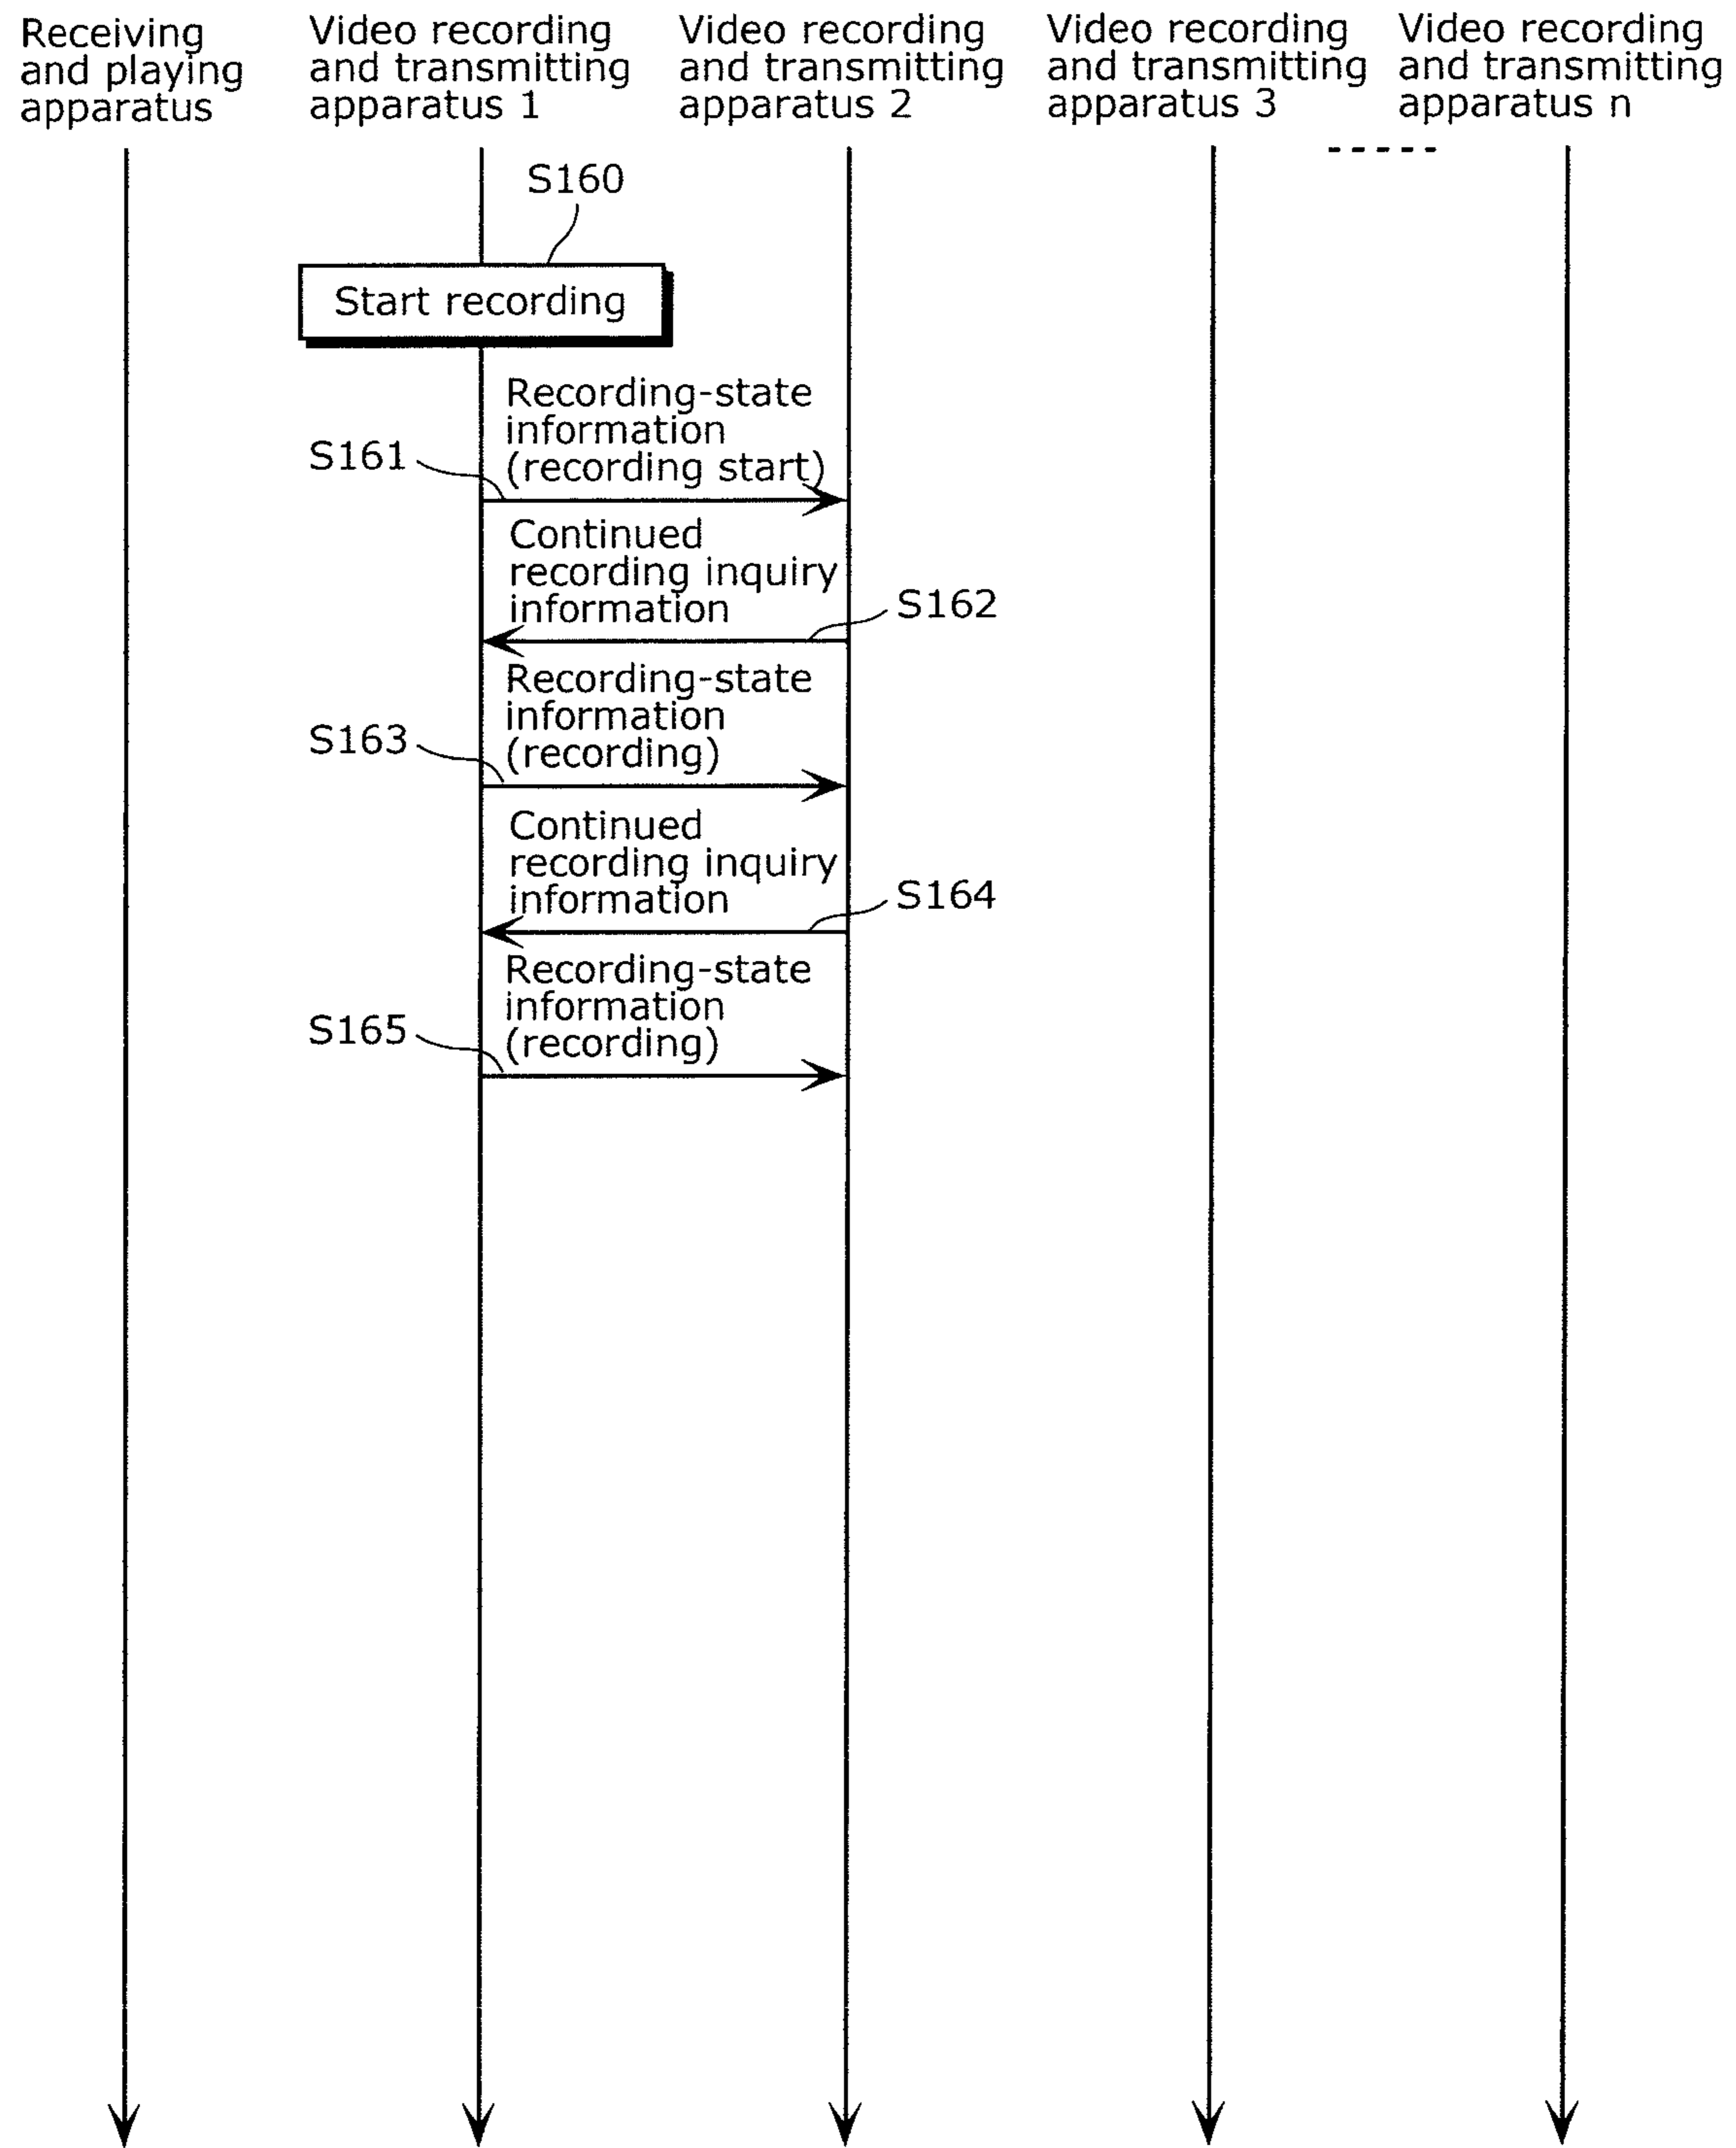 Receiving
and playing
apparatus
Video recording
and transmitting
apparatus 1
Video recording
and transmitting
apparatus 2
Video recording
and transmitting
apparatus 3
Video recording
and transmitting
apparatus n
S160
Start recording
Recording-state
information
(recording start)
S161
Continued
recording inquiry
information
S162
Recording-state
information
(recording)
S163
Continued
recording inquiry
information
S164
Recording-state
information
(recording)
S165